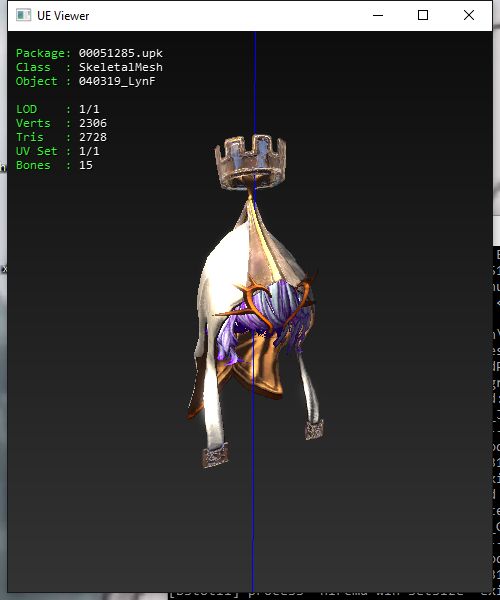 UE Viewer
Package: 00051285.upk
Class  : SkeletalMesh
Object : 040319_LynF
LOD    : 1/1
Verts  : 2306
Tris   : 2728
UV Set : 1/1
Bones  : 15